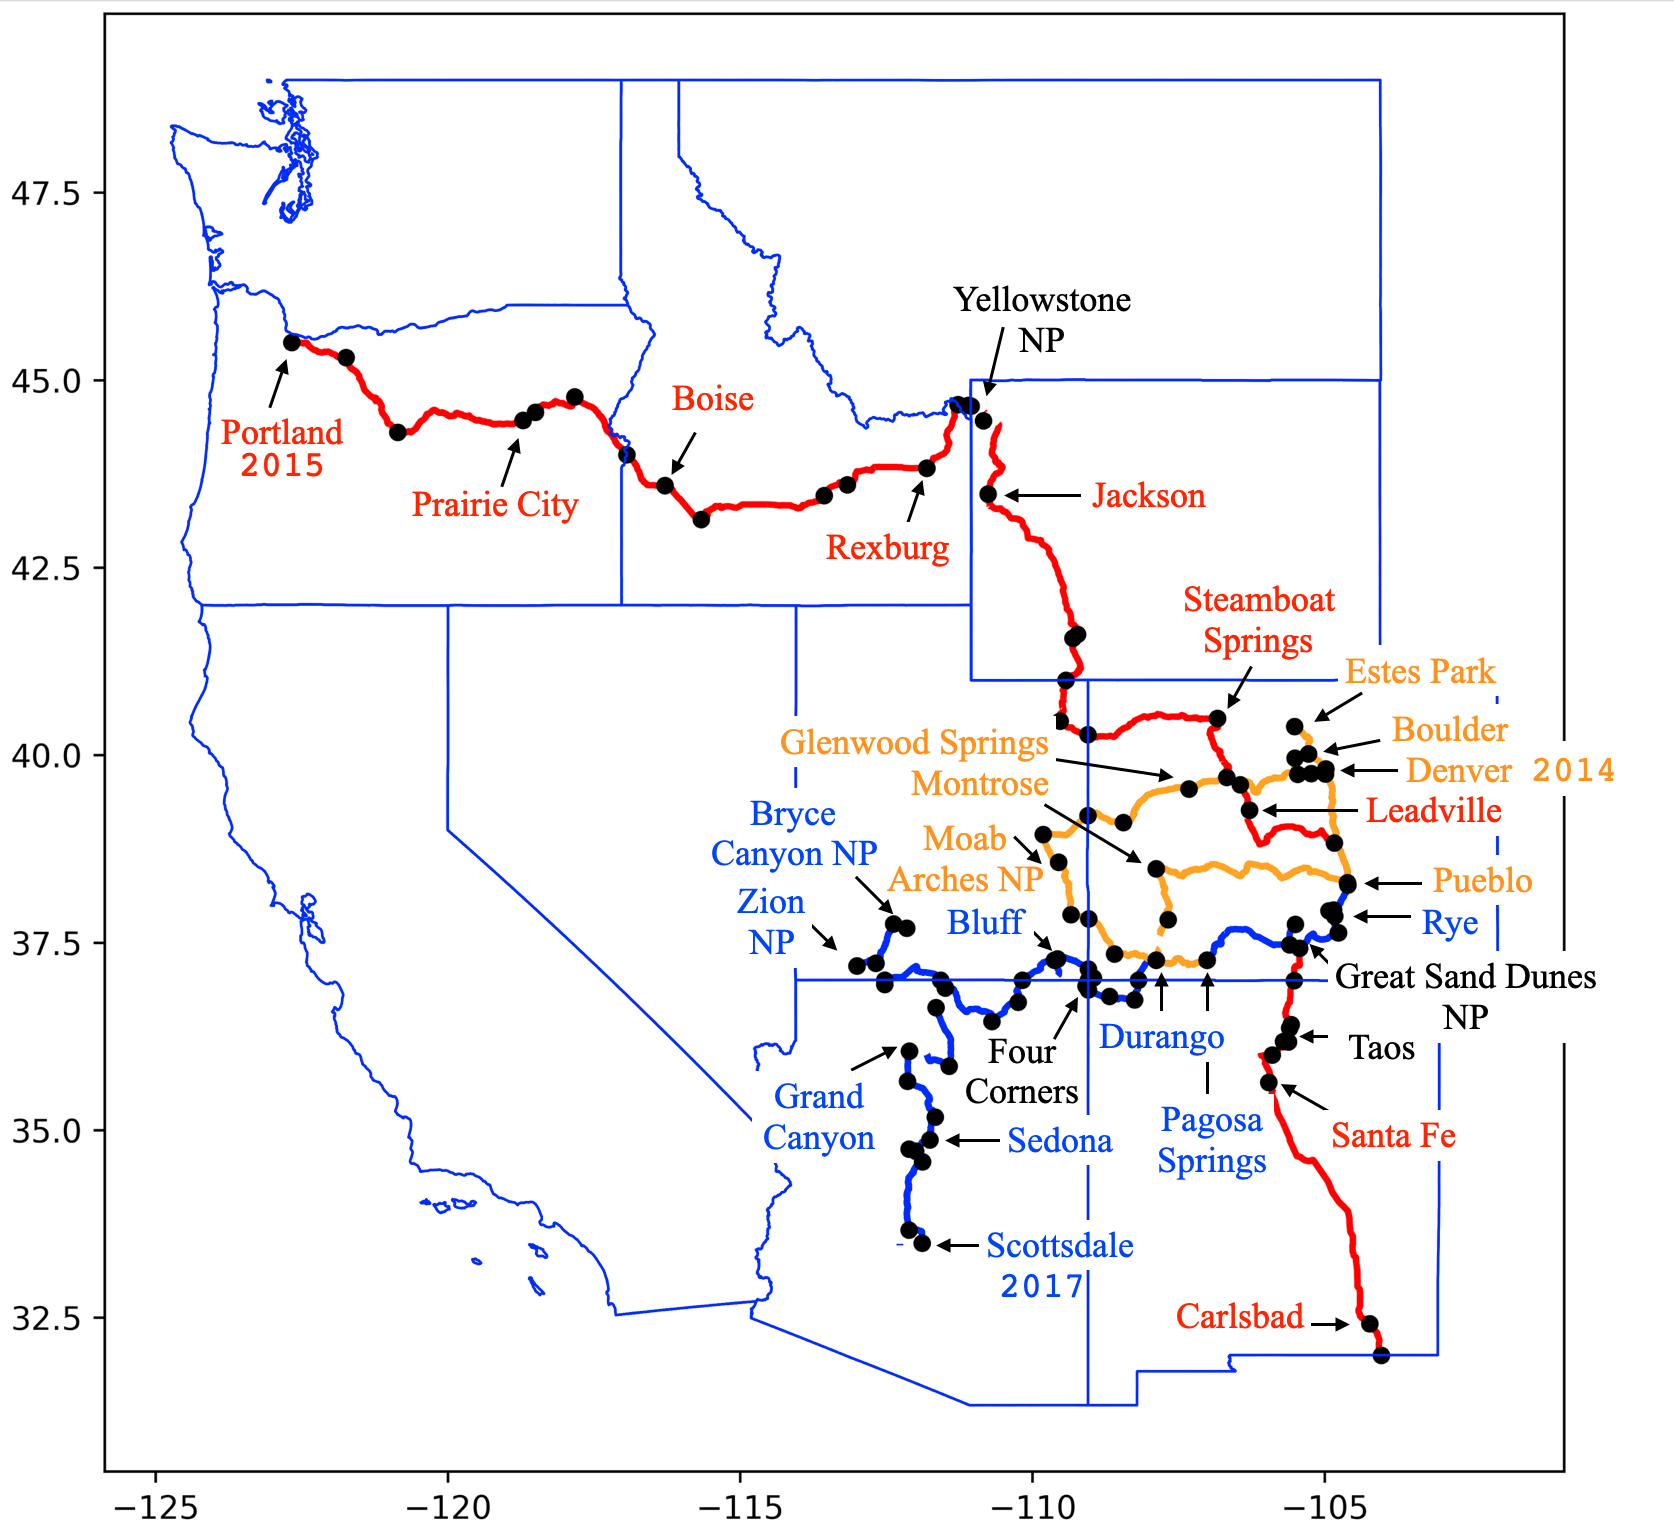 47.5
45.0
42.5
40.0
37.5
35.0
32.5
−125
−120
−115
−110
−105
Yellowstone
NP
Portland
2015
Prairie City
Boise
Rexburg
Jackson
Steamboat
Springs
Estes Park
Boulder
Denver 2014
Glenwood Springs
Montrose
Leadville
Bryce
Canyon NP
Moab
Arches NP
Pueblo
Zion
NP
Bluff
Rye
Great Sand Dunes
NP
Four
Corners
Durango
Taos
Grand
Canyon
Sedona
Pagosa
Springs
Santa Fe
Scottsdale
2017
Carlsbad